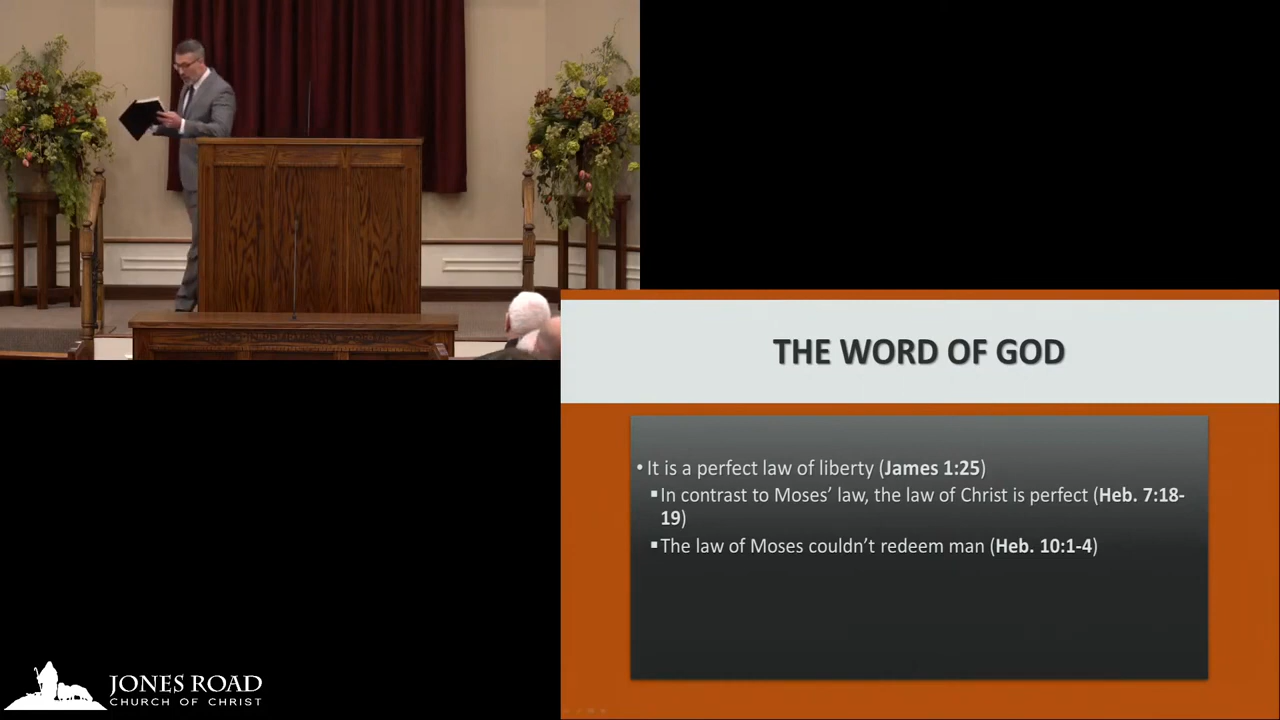 THE WORD OF GOD
• It is a perfect law of liberty (James 1:25)
▪ In contrast to Moses’ law, the law of Christ is perfect (Heb. 7:18-
19)
▪ The law of Moses couldn’t redeem man (Heb. 10:1-4)
JONES ROAD
CHURCH OF CHRIST